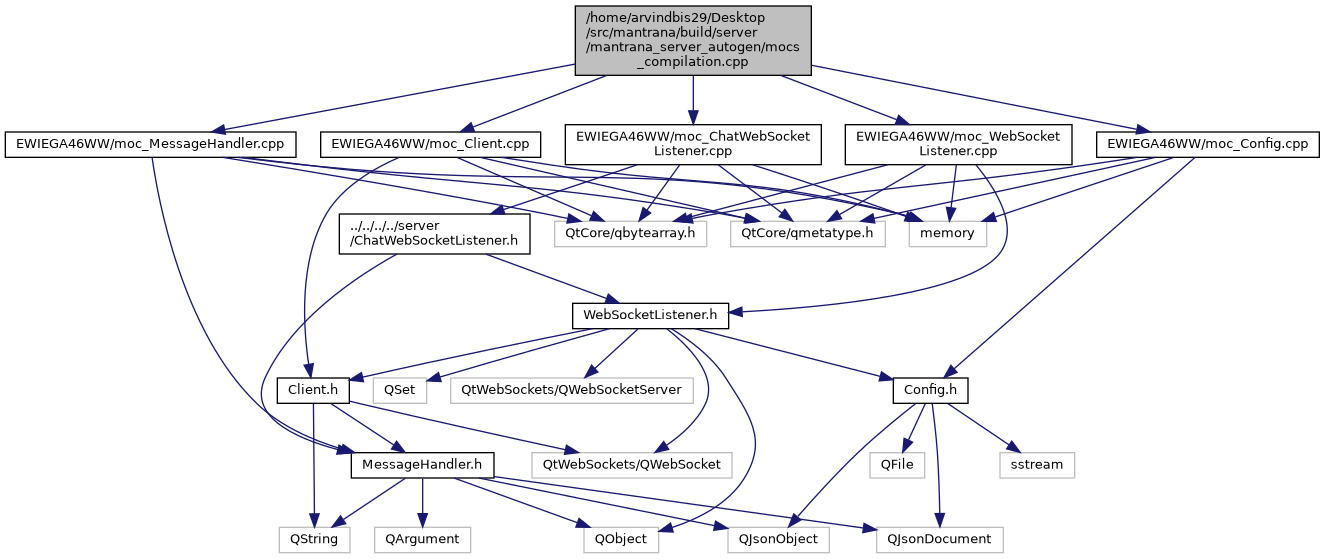 /home/arvindbis29/Desktop
/src/mantrana/build/server
/mantrana_server_autogen/mocs
_compilation.cpp
EWIEGA46WW/moc_MessageHandler.cpp
EWIEGA46WW/moc_Client.cpp
EWIEGA46WW/moc_ChatWebSocket
Listener.cpp
EWIEGA46WW/moc_WebSocket
Listener.cpp
EWIEGA46WW/moc_Config.cpp
../../../../server
/ChatWebSocketListener.h
QtCore/qbytearray.h
QtCore/qmetatype.h
memory
WebSocketListener.h
Client.h
QSet
QtWebSockets/QWebSocketServer
Config.h
MessageHandler.h
QtWebSockets/QWebSocket
QFile
sstream
QString
QArgument
QObject
QJsonObject
QJsonDocument